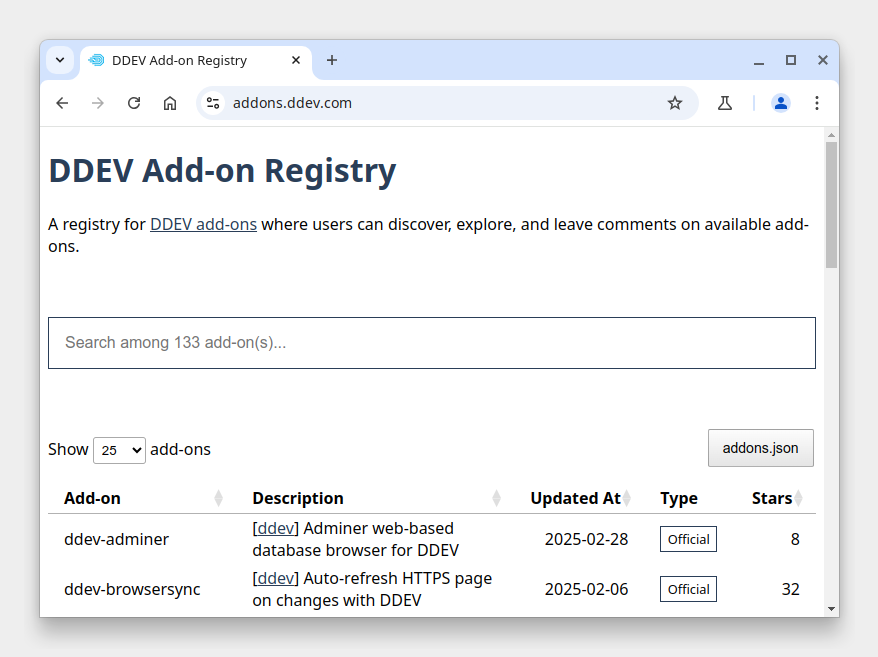 DDEV Add-on Registry
addons.ddev.com
DDEV Add-on Registry
A registry for DDEV add-ons where users can discover, explore, and leave comments on available add-
ons.
Search among 133 add-on(s)...
Show 25 add-ons
addons.json
Add-on Description Updated At Type Stars
ddev-adminer [ddev] Adminer web-based database browser for DDEV 2025-02-28 Official 8
ddev-browsersync [ddev] Auto-refresh HTTPS page on changes with DDEV 2025-02-06 Official 32